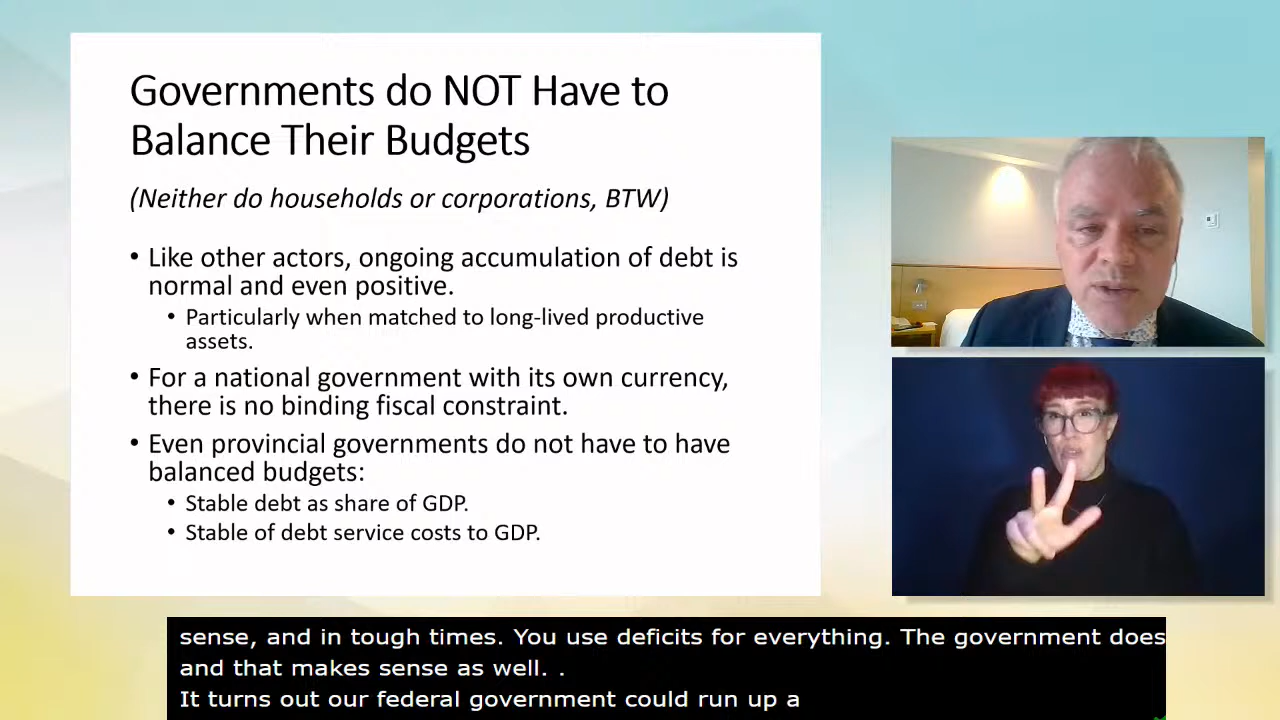 Governments do NOT Have to
Balance Their Budgets
(Neither do households or corporations, BTW)
• Like other actors, ongoing accumulation of debt is
normal and even positive.
• Particularly when matched to long-lived productive
assets.
• For a national government with its own currency,
there is no binding fiscal constraint.
• Even provincial governments do not have to have
balanced budgets:
• Stable debt as share of GDP.
• Stable of debt service costs to GDP.
sense, and in tough times. You use deficits for everything. The government does
and that makes sense as well. .
It turns out our federal government could run up a